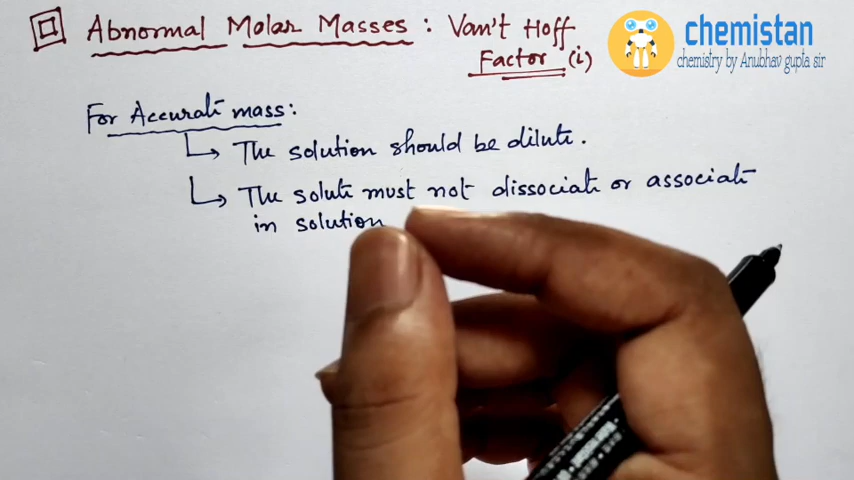 Abnormal Molar Masses : Van't Hoff
Factor (i)
chemistan
chemistry by Anubhav gupta sir
For Accurate mass:
The solution should be dilute.
The solute must not dissociate or associate
in solution